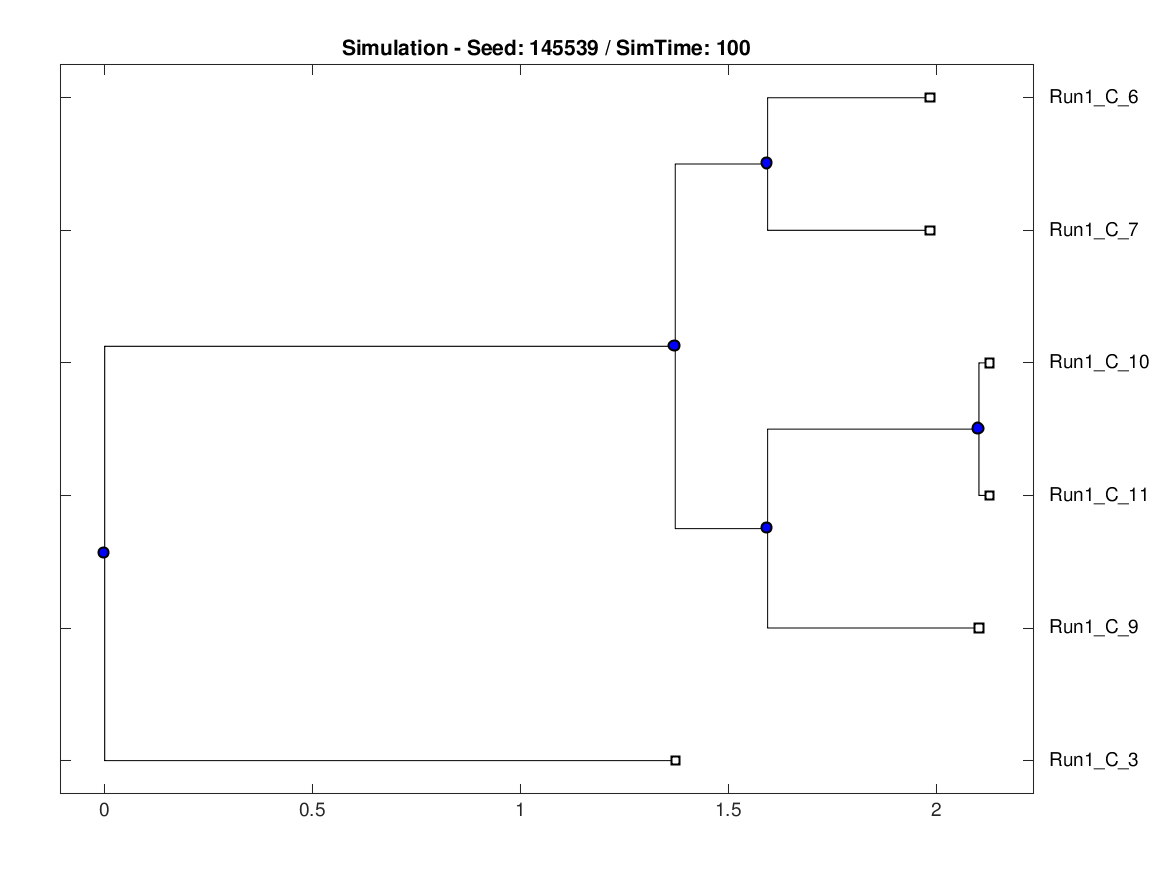 Simulation - Seed: 145539 / SimTime: 100
Run1_C_6
Run1_C_7
Run1_C_10
Run1_C_11
Run1_C_9
Run1_C_3
0 0.5 1 1.5 2